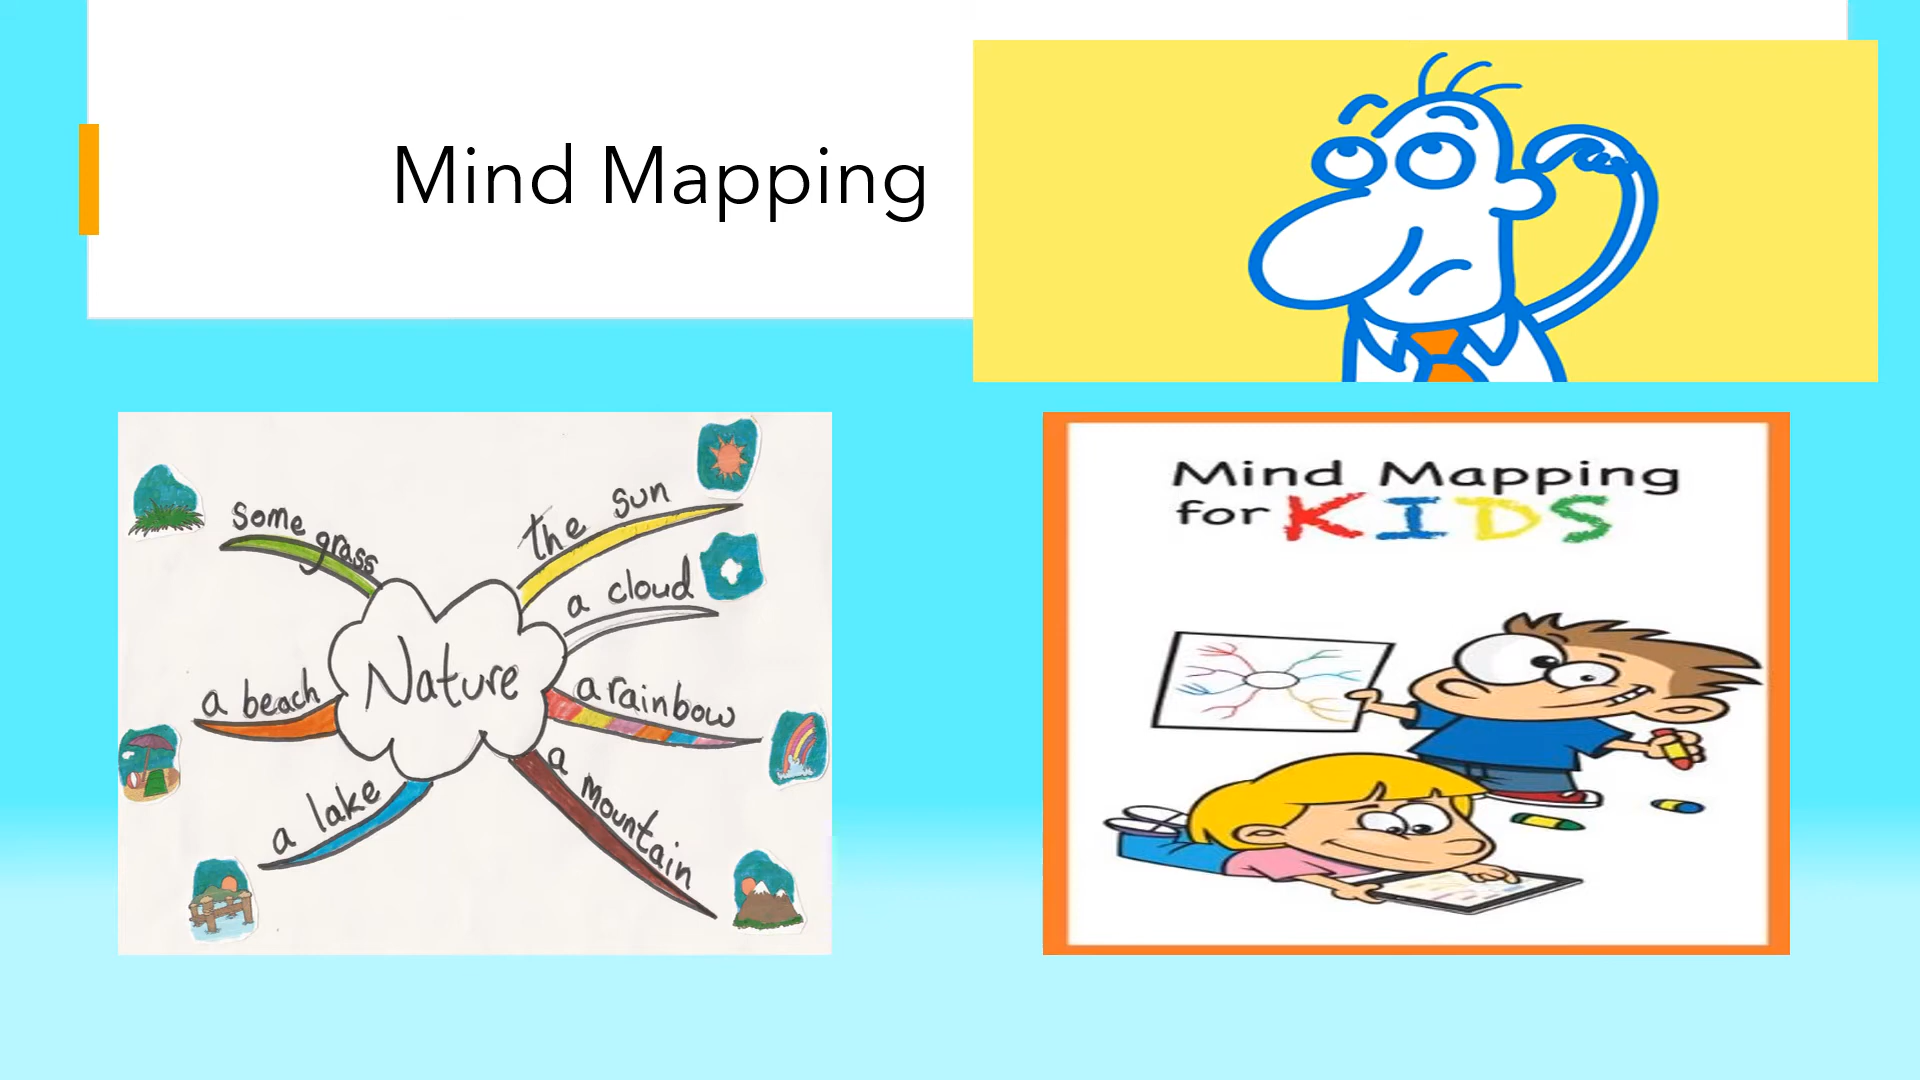 Mind Mapping
some grass
the sun
a cloud
Nature
a beach
a rainbow
a lake
a mountain
Mind Mapping
for KIDS